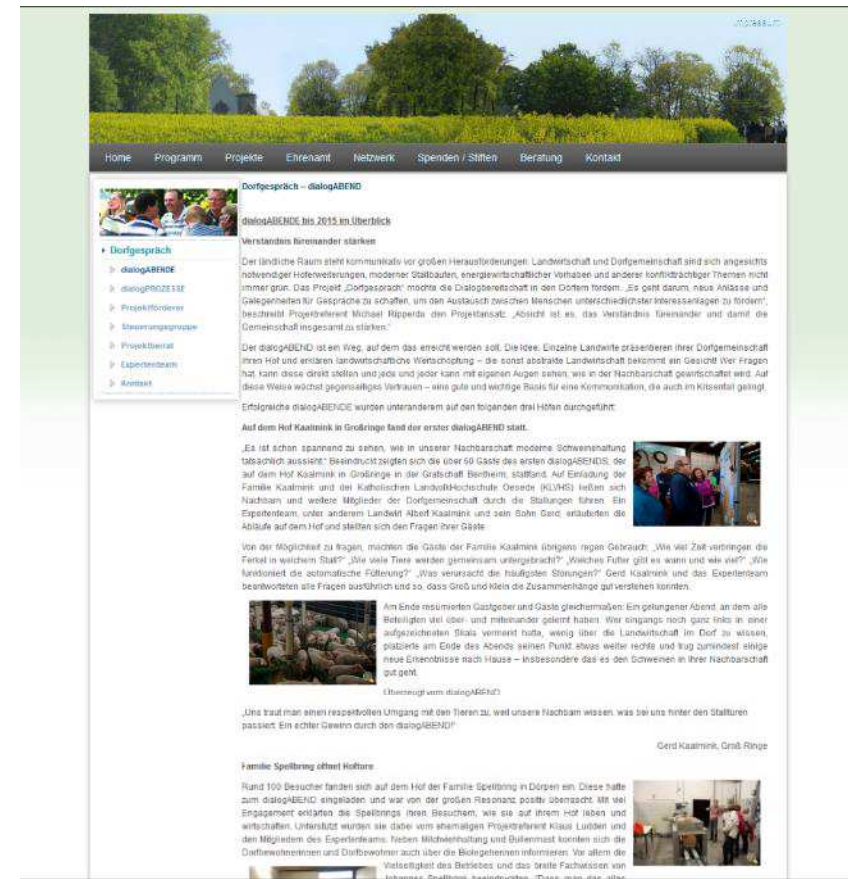 Impressum
Home Programm Projekte Ehrenamt Netzwerk Spenden / Stiften Beratung Kontakt
Dorfgespräch
dialogABENDE
dialogPROZESSE
Projektförderer
Steuerungsgruppe
Projektbeirat
Expertenteam
Kontakt
Dorfgespräch – dialogABEND
dialogABENDE bis 2015 im Überblick
Verständnis füreinander stärken
Der ländliche Raum steht kommunikativ vor großen Herausforderungen: Landwirtschaft und Dorfgemeinschaft sind sich angesichts
notwendiger Hoferweiterungen, moderner Stallbauten, energiewirtschaftlicher Vorhaben und anderer konfliktträchtiger Themen nicht
immer grün. Das Projekt „Dorfgespräch“ möchte die Dialogbereitschaft in den Dörfern fördern. „Es geht darum, neue Anlässe und
Gelegenheiten für Gespräche zu schaffen, um den Austausch zwischen Menschen unterschiedlichster Interessenlagen zu fördern“,
beschreibt Projektreferent Michael Ripperda den Projektansatz. „Absicht ist es, das Verständnis füreinander und damit die
Gemeinschaft insgesamt zu stärken.“
Der dialogABEND ist ein Weg, auf dem das erreicht werden soll. Die Idee: Einzelne Landwirte präsentieren ihrer Dorfgemeinschaft
ihren Hof und erklären landwirtschaftliche Wertschöpfung – die sonst abstrakte Landwirtschaft bekommt ein Gesicht! Wer Fragen
hat, kann diese direkt stellen und jede und jeder kann mit eigenen Augen sehen, wie in der Nachbarschaft gewirtschaftet wird. Auf
diese Weise wächst gegenseitiges Vertrauen – eine gute und wichtige Basis für eine Kommunikation, die auch im Krisenfall gelingt.
Erfolgreiche dialogABENDE wurden unteranderem auf den folgenden drei Höfen durchgeführt:
Auf dem Hof Kaalmink in Großringe fand der erster dialogABEND statt.
„Es ist schon spannend zu sehen, wie in unserer Nachbarschaft moderne Schweinehaltung
tatsächlich aussieht.“ Beeindruckt zeigten sich die über 60 Gäste des ersten dialogABENDS, der
auf dem Hof Kaalmink in Großringe in der Grafschaft Bentheim, stattfand. Auf Einladung der
Familie Kaalmink und der Katholischen LandvolkHochschule Oesede (KLVHS) ließen sich
Nachbarn und weitere Mitglieder der Dorfgemeinschaft durch die Stallungen führen. Ein
Expertenteam, unter anderem Landwirt Albert Kaalmink und sein Sohn Gerd, erläuterten die
Abläufe auf dem Hof und stellten sich den Fragen ihrer Gäste.
Von der Möglichkeit zu fragen, machten die Gäste der Familie Kaalmink übrigens regen Gebrauch: „Wie viel Zeit verbringen die
Ferkel in welchem Stall?“ „Wie viele Tiere werden gemeinsam untergebracht?“ „Welches Futter gibt es wann und wie viel?“ „Wie
funktioniert die automatische Fütterung?“ „Was verursacht die häufigsten Störungen?“ Gerd Kaalmink und das Expertenteam
beantworteten alle Fragen ausführlich und so, dass Groß und Klein die Zusammenhänge gut verstehen konnten.
Am Ende resümierten Gastgeber und Gäste gleichermaßen: Ein gelungener Abend, an dem alle
Beteiligten viel über- und miteinander gelernt haben. Wer eingangs noch ganz links in einer
aufgezeichneten Skala vermerkt hatte, wenig über die Landwirtschaft im Dorf zu wissen,
platzierte am Ende des Abends seinen Punkt etwas weiter rechts und trug zumindest einige
neue Erkenntnisse nach Hause – insbesondere das es den Schweinen in ihrer Nachbarschaft
gut geht.
Überzeugt vom dialogABEND
„Uns traut man einen respektvollen Umgang mit den Tieren zu, weil unsere Nachbarn wissen, was bei uns hinter den Stalltüren
passiert. Ein echter Gewinn durch den dialogABEND!“
Gerd Kaalmink, Groß Ringe
Familie Spellbring öffnet Hoftore
Rund 100 Besucher fanden sich auf dem Hof der Familie Spellbring in Dörpen ein. Diese hatte
zum dialogABEND eingeladen und war von der großen Resonanz positiv überrascht. Mit viel
Engagement erklärten die Spellbrings ihren Besuchern, wie sie auf ihrem Hof leben und
wirtschaften. Unterstützt wurden sie dabei vom ehemaligen Projektreferent Klaus Ludden und
den Mitgliedern des Expertenteams. Neben Milchviehhaltung und Bullenmast konnten sich die
Dorfbewohnerinnen und Dorfbewohner auch über die Biolegehennen informieren. Vor allem die
Vielseitigkeit des Betriebes und das breite Fachwissen von
Johannes Spellbring beeindruckten. "Dass man das alles